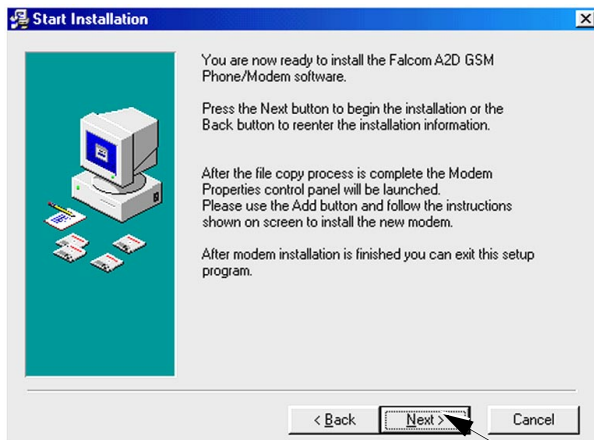 Start Installation
You are now ready to install the Falcom A2D GSM
Phone/Modem software.
Press the Next button to begin the installation or the
Back button to reenter the installation information.
After the file copy process is complete the Modem
Properties control panel will be launched.
Please use the Add button and follow the instructions
shown on screen to install the new modem.
After modem installation is finished you can exit this setup
program.
< Back
Next >
Cancel